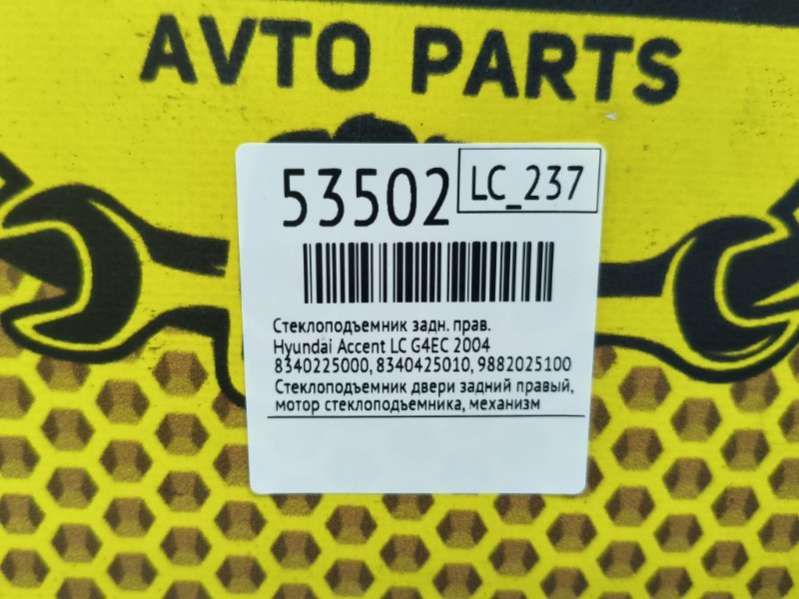 AVTO PARTS
53502 LC_237
Стеклоподъемник задн. прав.
Hyundai Accent LC G4EC 2004
8340225000, 8340425010, 9882025100
Стеклоподъемник двери задний правый,
мотор стеклоподъемника, механизм